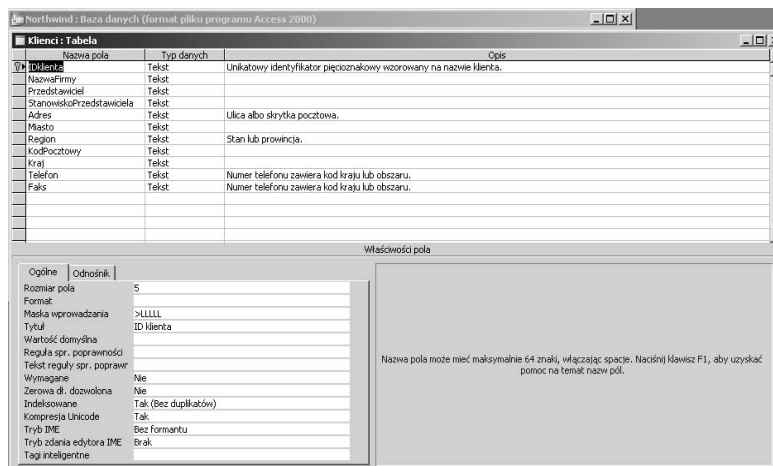 Northwind : Baza danych (format pliku programu Access 2000)
Klienci : Tabela
Nazwa pola Typ danych Opis
IDklienta Tekst Unikatowy identyfikator pięcioznakowy wzorowany na nazwie klienta.
NazwaFirmy Tekst
Przedstawiciel Tekst
StanowiskoPrzedstawiciela Tekst
Adres Tekst Ulica albo skrytka pocztowa.
Miasto Tekst
Region Tekst Stan lub prowincja.
KodPocztowy Tekst
Kraj Tekst
Telefon Tekst Numer telefonu zawiera kod kraju lub obszaru.
Faks Tekst Numer telefonu zawiera kod kraju lub obszaru.
Właściwości pola
Ogólne Odnośnik
Rozmiar pola 5
Format
Maska wprowadzania >LLLLL
Tytuł ID klienta
Wartość domyślna
Reguła spr. poprawności
Tekst reguły spr. poprawr
Wymagane Nie
Zerowa dł. dozwolona Nie
Indeksowane Tak (Bez duplikatów)
Kompresja Unicode Tak
Tryb IME Bez formantu
Tryb zdania edytora IME Brak
Tagi inteligentne
Nazwa pola może mieć maksymalnie 64 znaki, włączając spacje. Naciśnij klawisz F1, aby uzyskać
pomoc na temat nazw pól.